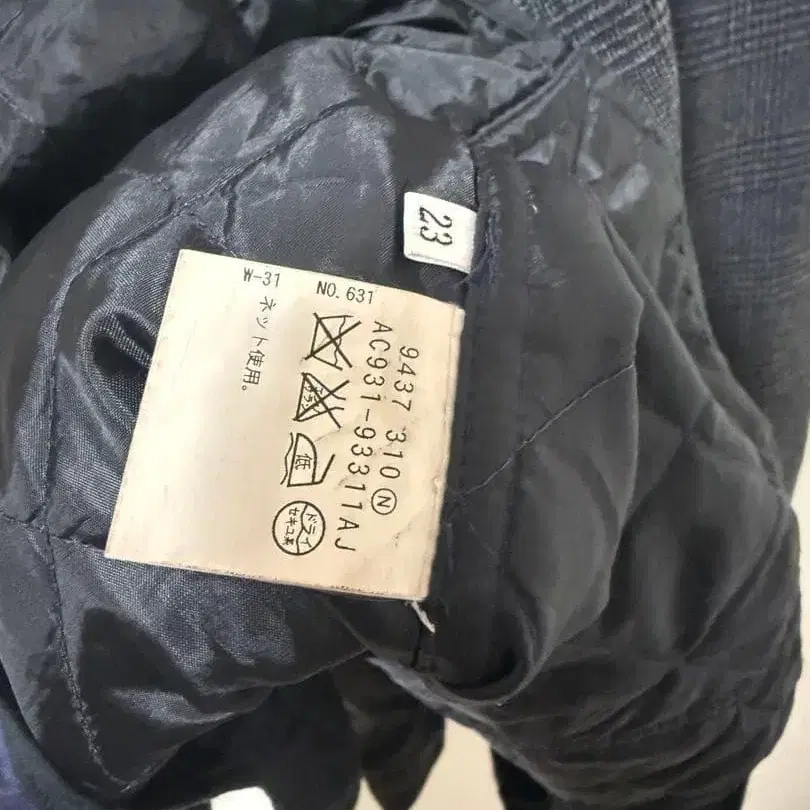 23
W-31 NO. 631
9437 310 Ⓝ
AC931-93311AJ
低
ドライ
セキユ系
ネット使用。